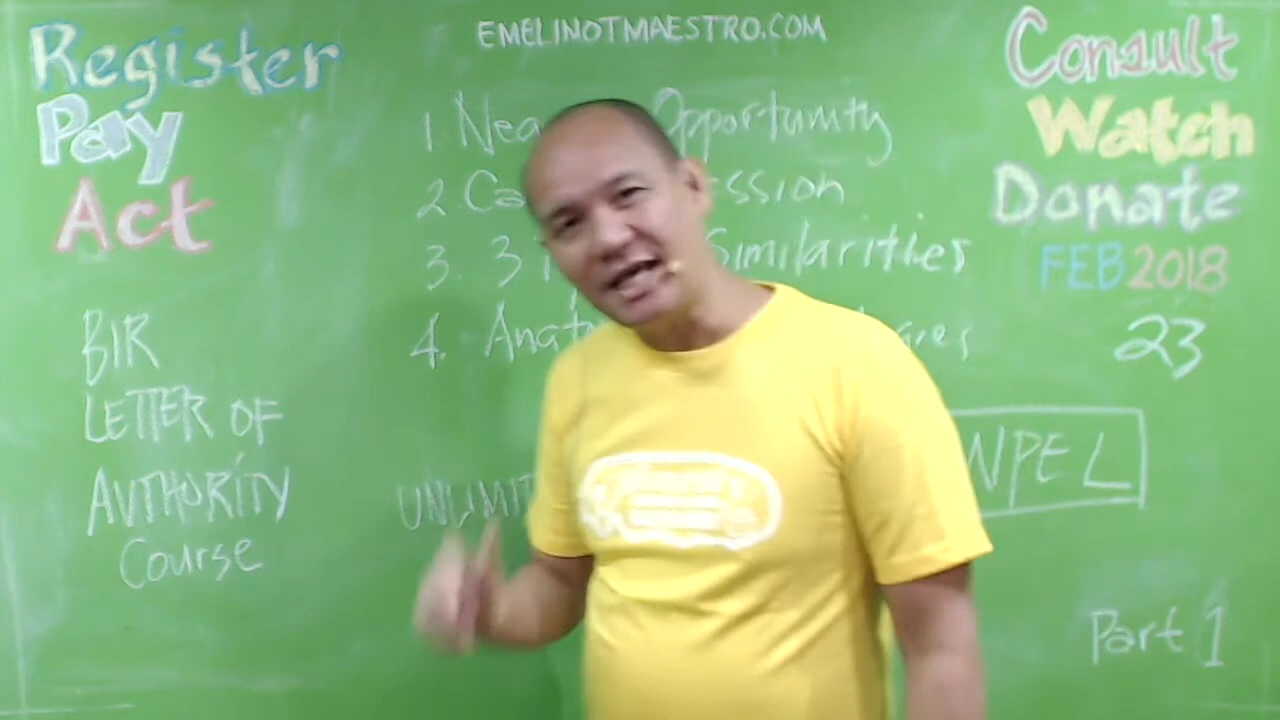 Register
Pay
Act
BIR
LETTER OF
AUTHORITY
Course
EMELINOTMAESTRO.COM
1. Nea Opportunity
2 Ca ssion
3. 3 Similarities
4. Anat
UNLIMIT
NPEL
Consult
Watch
Donate
FEB 2018
23
Part 1